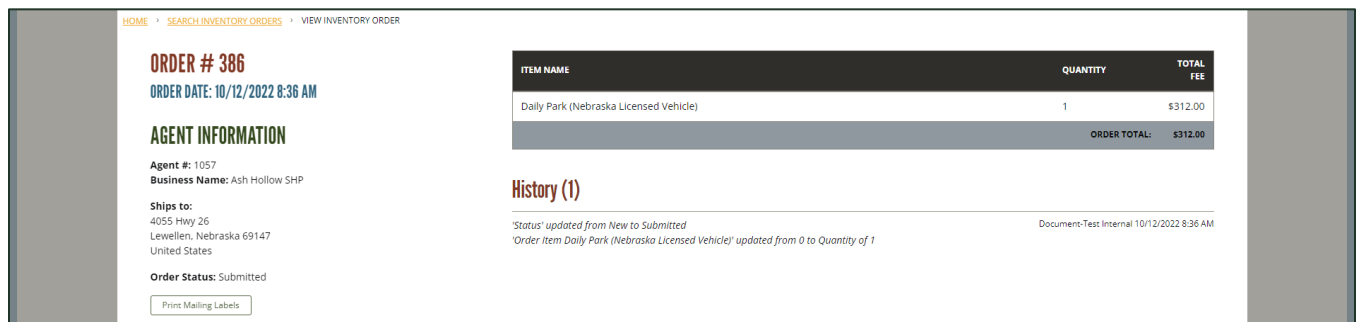 HOME › SEARCH INVENTORY ORDERS › VIEW INVENTORY ORDER
ORDER # 386
ORDER DATE: 10/12/2022 8:36 AM
AGENT INFORMATION
Agent #: 1057
Business Name: Ash Hollow SHP
Ships to:
4055 Hwy 26
Lewellen, Nebraska 69147
United States
Order Status: Submitted
Print Mailing Labels
ITEM NAME QUANTITY TOTAL FEE
Daily Park (Nebraska Licensed Vehicle) 1 $312.00
ORDER TOTAL: $312.00
History (1)
'Status' updated from New to Submitted Document-Test Internal 10/12/2022 8:36 AM
'Order Item Daily Park (Nebraska Licensed Vehicle)' updated from 0 to Quantity of 1